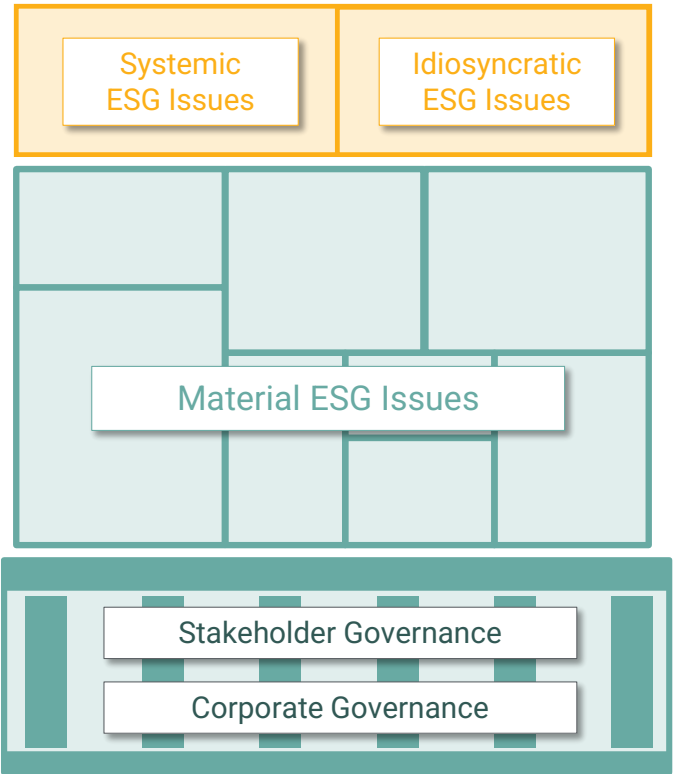 Systemic
ESG Issues
Idiosyncratic
ESG Issues
Material ESG Issues
Stakeholder Governance
Corporate Governance